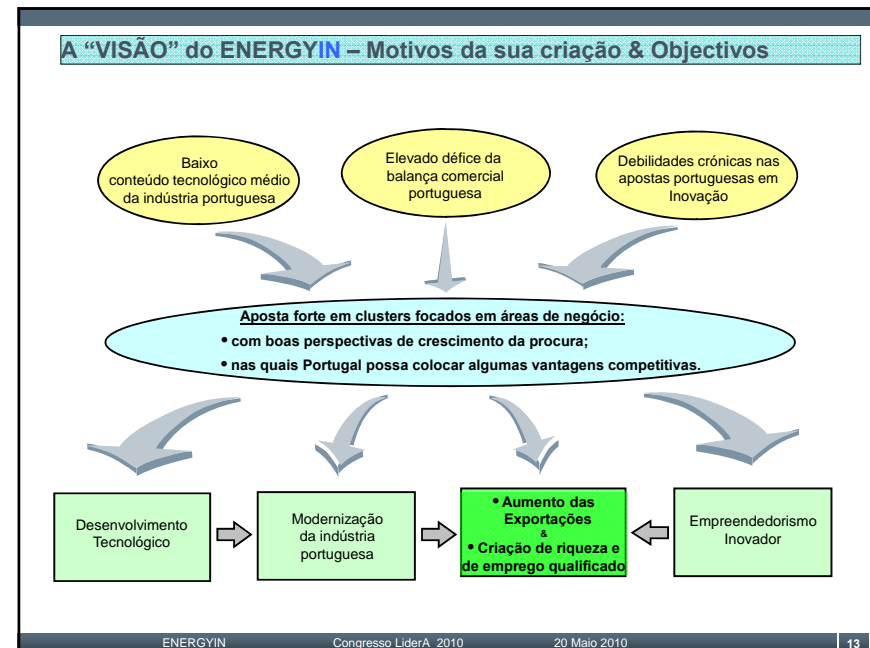 A “VISÃO” do ENERGYIN – Motivos da sua criação & Objectivos
Baixo
conteúdo tecnológico médio
da indústria portuguesa
Elevado défice da
balança comercial
portuguesa
Debilidades crónicas nas
apostas portuguesas em
Inovação
Aposta forte em clusters focados em áreas de negócio:
• com boas perspectivas de crescimento da procura;
• nas quais Portugal possa colocar algumas vantagens competitivas.
Desenvolvimento
Tecnológico
Modernização
da indústria
portuguesa
• Aumento das
Exportações
&
• Criação de riqueza e
de emprego qualificado
Empreendedorismo
Inovador
ENERGYIN Congresso LiderA 2010 20 Maio 2010 13